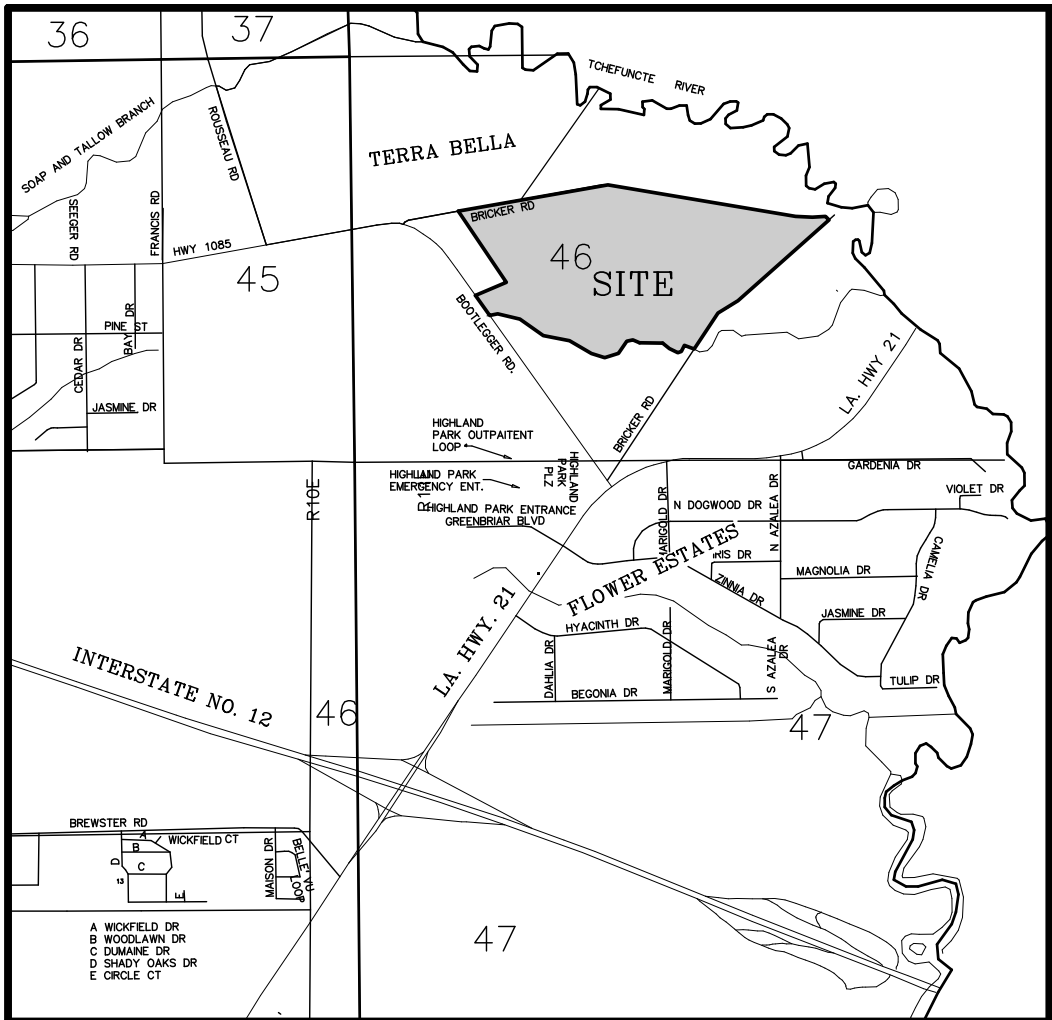 36
37
TCHEFUNCTE RIVER
SOAP AND TALLOW BRANCH
ROUSSEAU RD
TERRA BELLA
SEEGER RD
FRANCIS RD
BRICKER RD
HWY 1085
45
46
SITE
BOOTLEGGER RD.
PINE ST
BAY DR
CEDAR DR
JASMINE DR
LA. HWY 21
BRICKER RD
HIGHLAND
PARK OUTPAITENT
LOOP
HIGHLAND
PARK
PLZ
HIGHLAND PARK
EMERGENCY ENT.
HIGHLAND PARK ENTRANCE
GREENBRIAR BLVD
R10E
MARIGOLD DR
N DOGWOOD DR
N AZALEA DR
GARDENIA DR
VIOLET DR
CAMELIA DR
IRIS DR
ZINNIA DR
MAGNOLIA DR
FLOWER ESTATES
JASMINE DR
HYACINTH DR
DAHLIA DR
MARIGOLD DR
S AZALEA
DR
BEGONIA DR
TULIP DR
LA. HWY. 21
INTERSTATE NO. 12
46
47
BREWSTER RD
A
WICKFIELD CT
B
C
D
13
E
MAISON DR
BELLE VU
LOOP
A WICKFIELD DR
B WOODLAWN DR
C DUMAINE DR
D SHADY OAKS DR
E CIRCLE CT
47